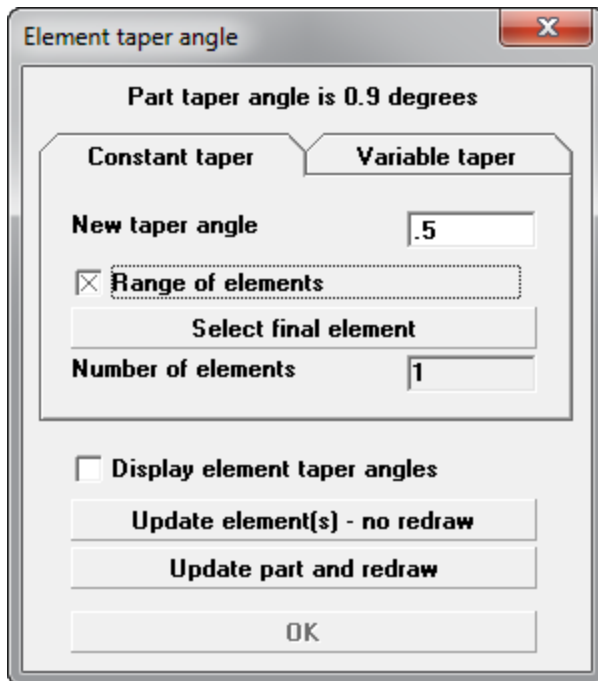 Element taper angle
Part taper angle is 0.9 degrees
Constant taper
Variable taper
New taper angle .5
Range of elements
Select final element
Number of elements 1
Display element taper angles
Update element(s) - no redraw
Update part and redraw
OK